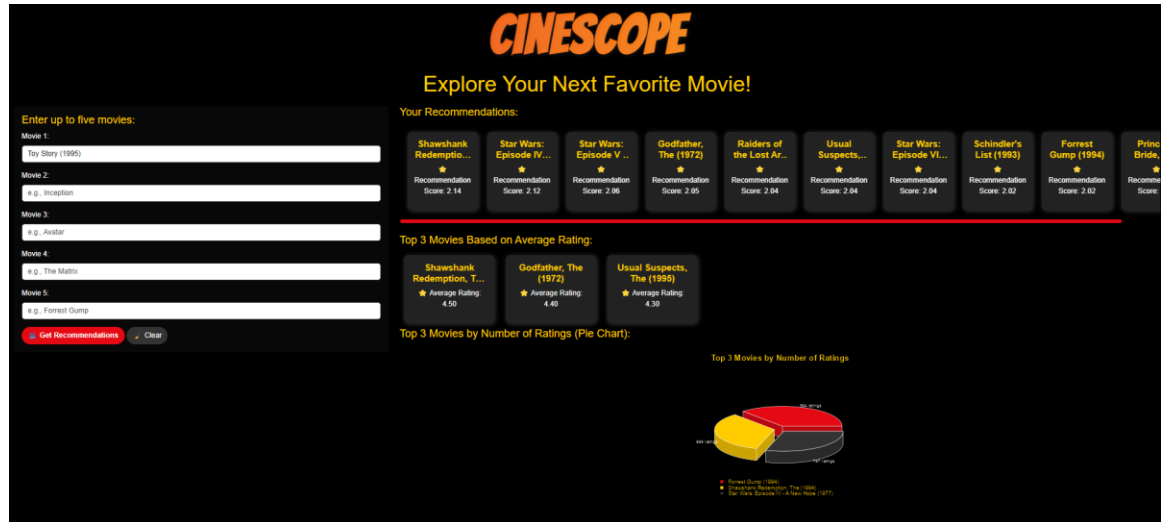 CINESCOPE
Explore Your Next Favorite Movie!
Enter up to five movies:
Movie 1:
Toy Story (1995)
Movie 2:
e.g., Inception
Movie 3:
e.g., Avatar
Movie 4:
e.g., The Matrix
Movie 5:
e.g., Forrest Gump
Get Recommendations
Clear
Your Recommendations:
Shawshank
Redemptio...
Recommendation
Score: 2.14
Star Wars:
Episode IV...
Recommendation
Score: 2.12
Star Wars:
Episode V ..
Recommendation
Score: 2.06
Godfather,
The (1972)
Recommendation
Score: 2.05
Raiders of
the Lost Ar..
Recommendation
Score: 2.04
Usual
Suspects,..
Recommendation
Score: 2.04
Star Wars:
Episode VI...
Recommendation
Score: 2.04
Schindler's
List (1993)
Recommendation
Score: 2.02
Forrest
Gump (1994)
Recommendation
Score: 2.02
Princ
Bride,
Recomme
Score:
Top 3 Movies Based on Average Rating:
Shawshank
Redemption, T...
Average Rating:
4.50
Godfather, The
(1972)
Average Rating:
4.40
Usual Suspects,
The (1995)
Average Rating:
4.30
Top 3 Movies by Number of Ratings (Pie Chart):
Top 3 Movies by Number of Ratings
ratings
ratings
ratings
Forrest Gump (1994)
Shawshank Redemption, The (1994)
Star Wars: Episode IV - A New Hope (1977)